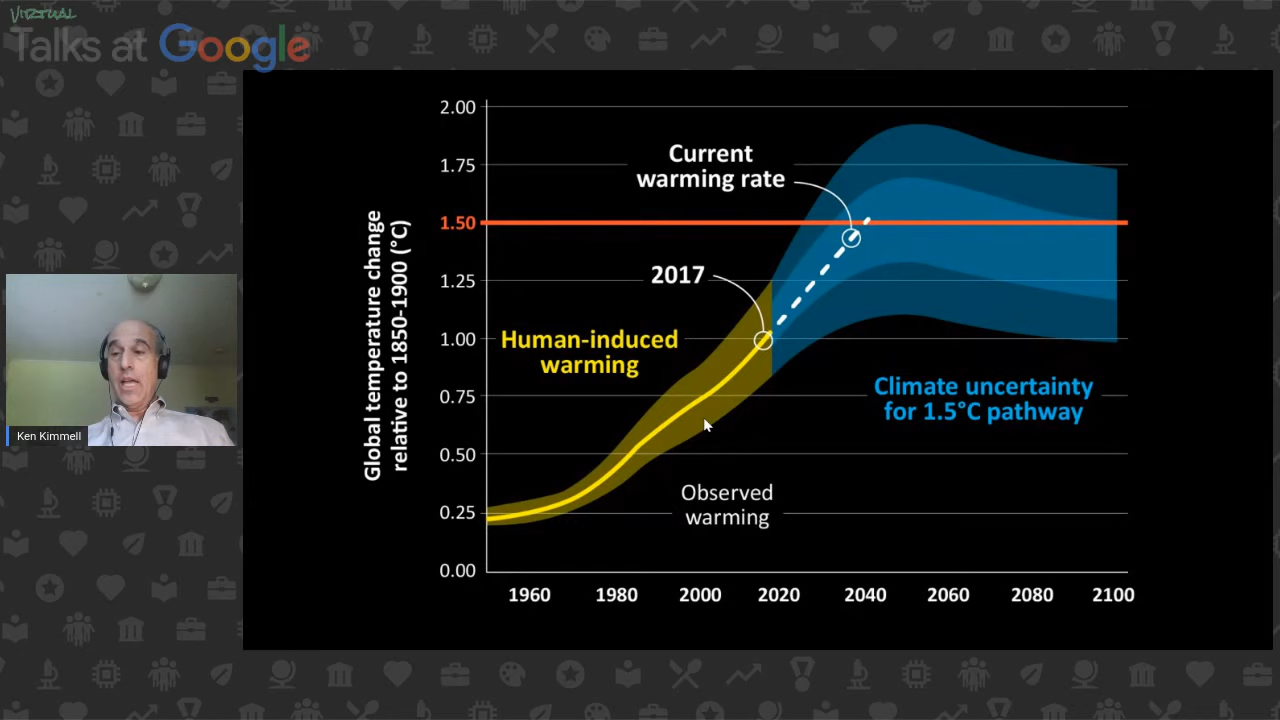 VIRTUAL
Talks at Google
2.00
1.75
1.50
1.25
1.00
0.75
0.50
0.25
0.00
Global temperature change
relative to 1850-1900 (°C)
Current
warming rate
2017
Human-induced
warming
Climate uncertainty
for 1.5°C pathway
Observed
warming
1960 1980 2000 2020 2040 2060 2080 2100
Ken Kimmell